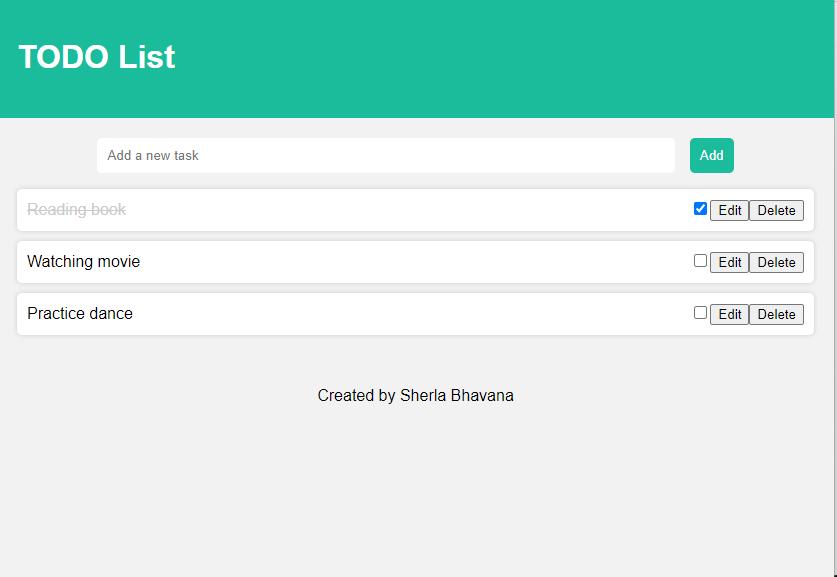 TODO List
Add a new task Add
Reading book Edit Delete
Watching movie Edit Delete
Practice dance Edit Delete
Created by Sherla Bhavana